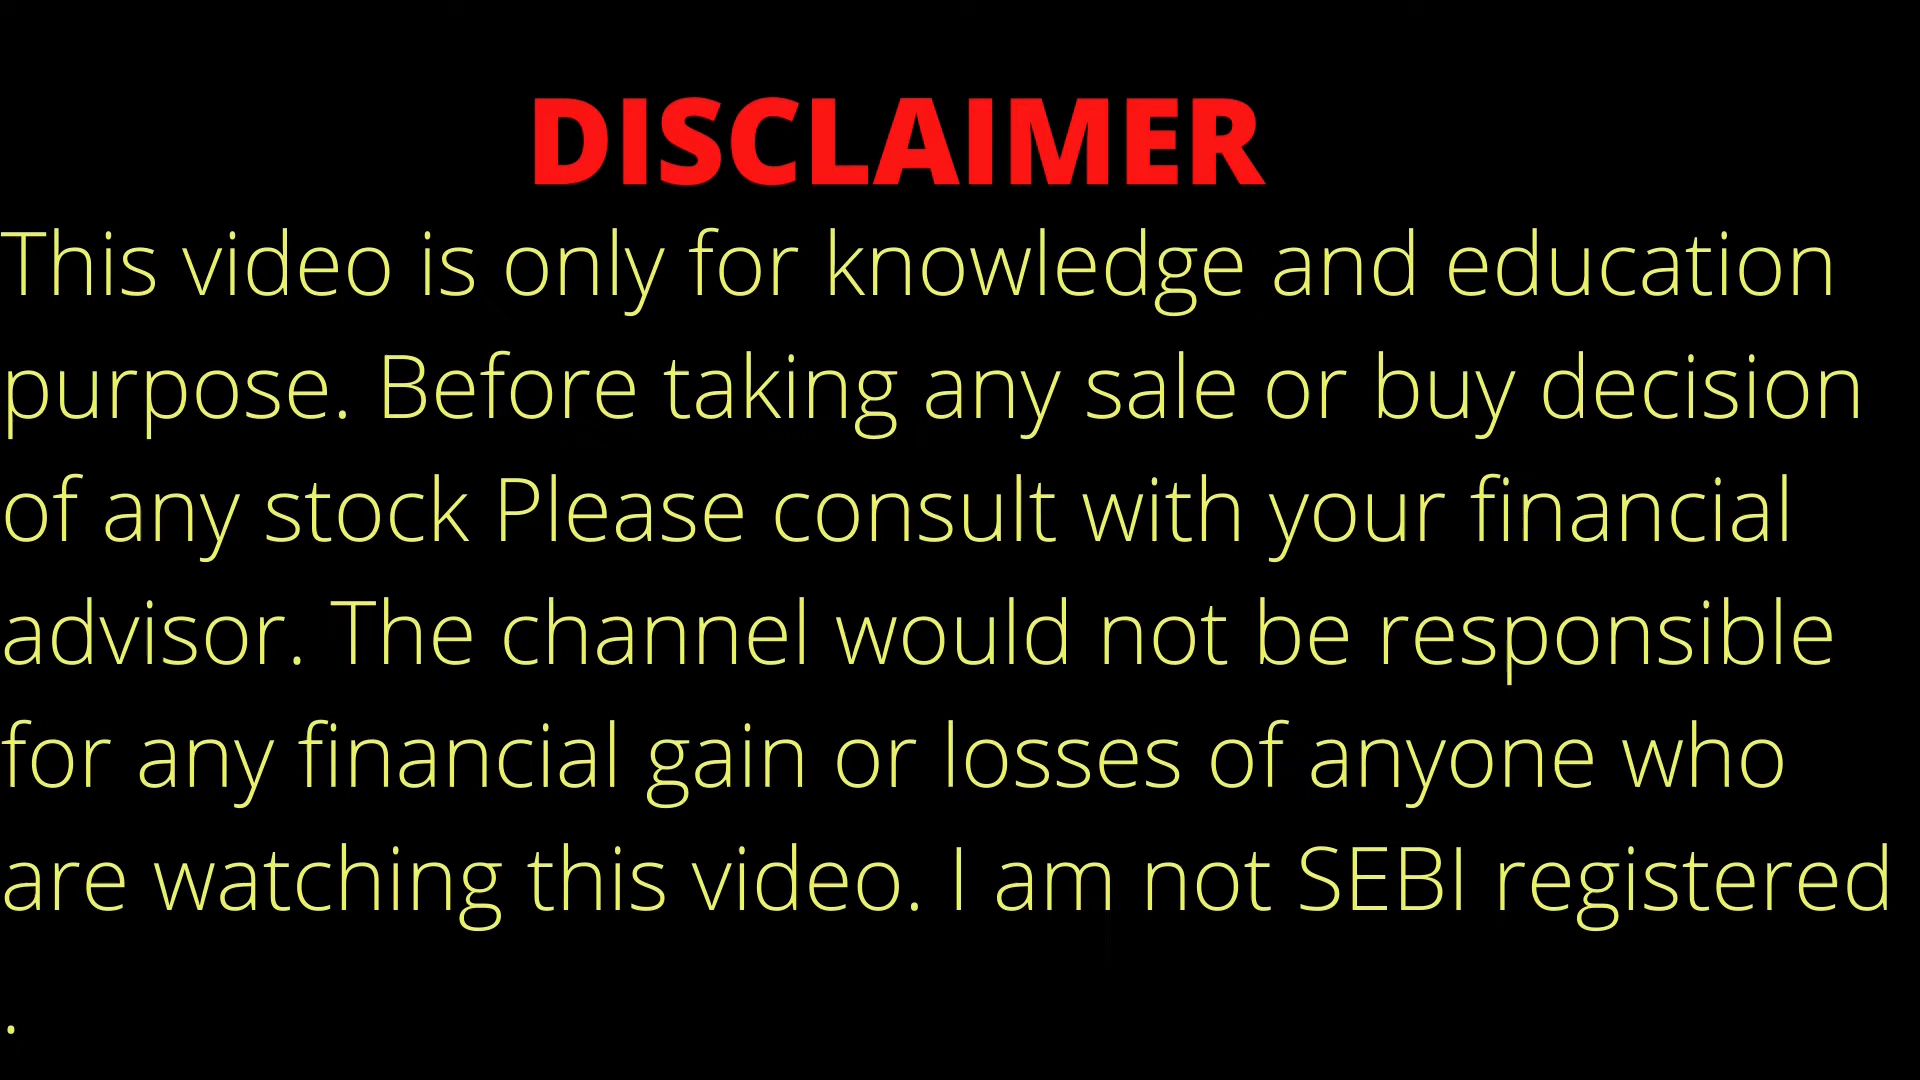 DISCLAIMER
This video is only for knowledge and education
purpose. Before taking any sale or buy decision
of any stock Please consult with your financial
advisor. The channel would not be responsible
for any financial gain or losses of anyone who
are watching this video. I am not SEBI registered
.